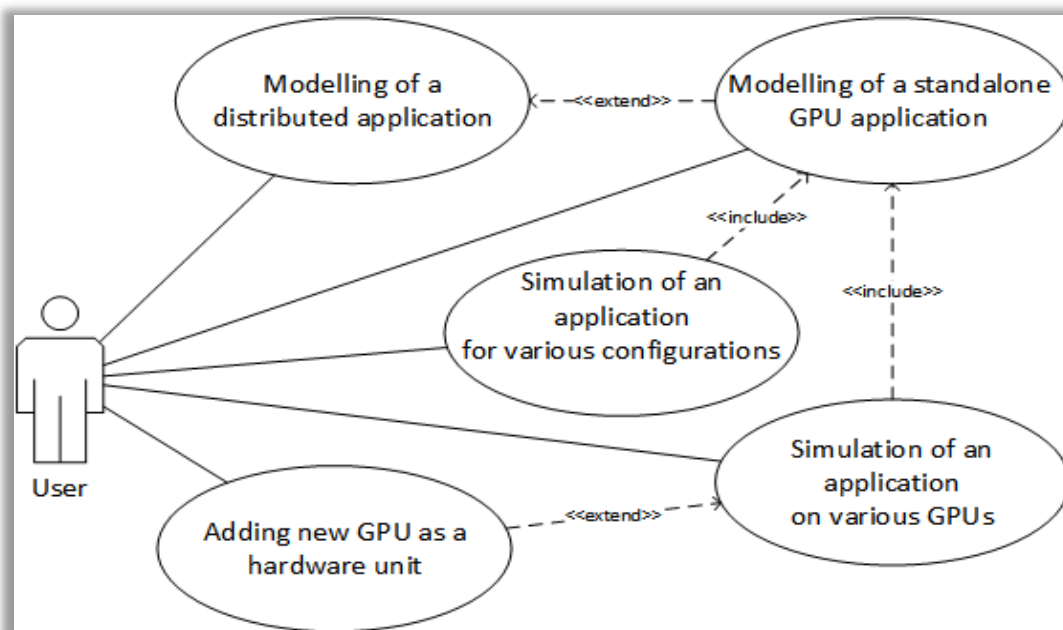 Modelling of a
distributed application
<<extend>>
Modelling of a standalone
GPU application
<<include>>
Simulation of an
application
for various configurations
<<include>>
User
Adding new GPU as a
hardware unit
<<extend>>
Simulation of an
application
on various GPUs